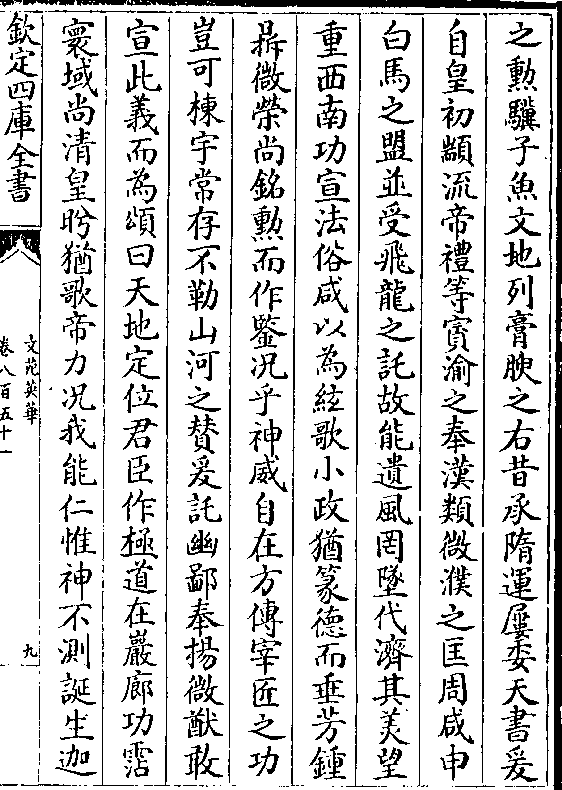 之勲驥子魚文地列膏腴之右昔承隋運屢委天書爰
自皇初顓流帝禮等賓渝之奉漢類微濮之匡周咸申
白馬之盟並受飛龍之託故能遺風罔墜代濟其美望
重西南功宣法俗咸以為絃歌小政猶篆德而垂芳鍾
鼎微榮尚銘勲而作鑒况乎神威自在方傳宰匠之功
豈可棟宇常存不勒山河之賛爰託幽鄙奉揚微猷敢
宣此義而為頌曰天地定位君臣作極道在巖廊功霑
寰域尚清皇眄猶歌帝力况我能仁惟神不測誕生迦
欽定四庫全書
文苑英華
卷八百五十一
九